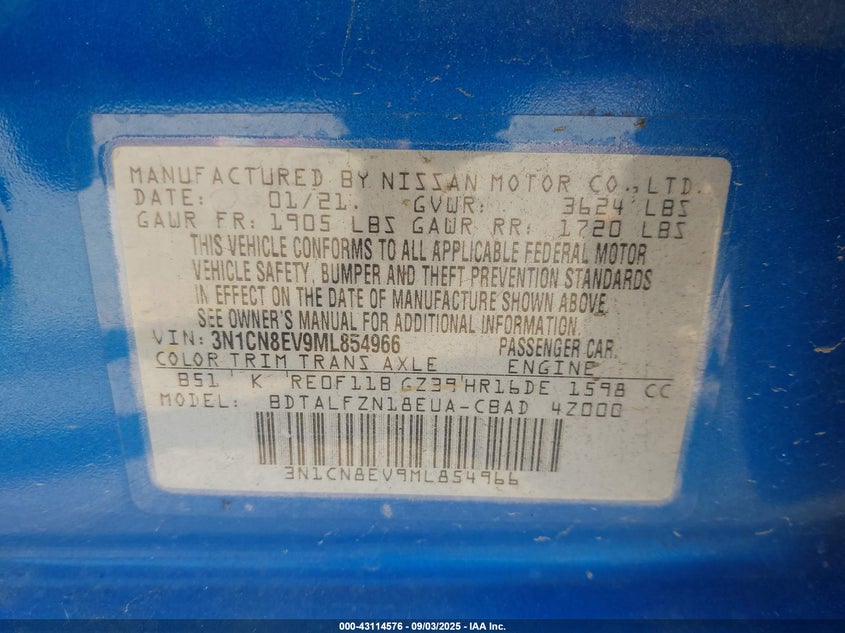 MANUFACTURED BY NISSAN MOTOR CO., LTD.
DATE: 01/21. GVWR: 3624 LBS
GAWR FR: 1905 LBS GAWR RR: 1720 LBS
THIS VEHICLE CONFORMS TO ALL APPLICABLE FEDERAL MOTOR
VEHICLE SAFETY, BUMPER AND THEFT PREVENTION STANDARDS
IN EFFECT ON THE DATE OF MANUFACTURE SHOWN ABOVE.
SEE OWNER'S MANUAL FOR ADDITIONAL INFORMATION.
VIN: 3N1CN8EV9ML854966 PASSENGER CAR.
COLOR TRIM TRANS AXLE ENGINE
B51 K RE0F11B GZ39 HR16DE 1598 CC
MODEL: BDTALFZN18EUA-CBAD 4Z000
3N1CN8EV9ML854966
000-43114576 - 09/03/2025 - IAA Inc.